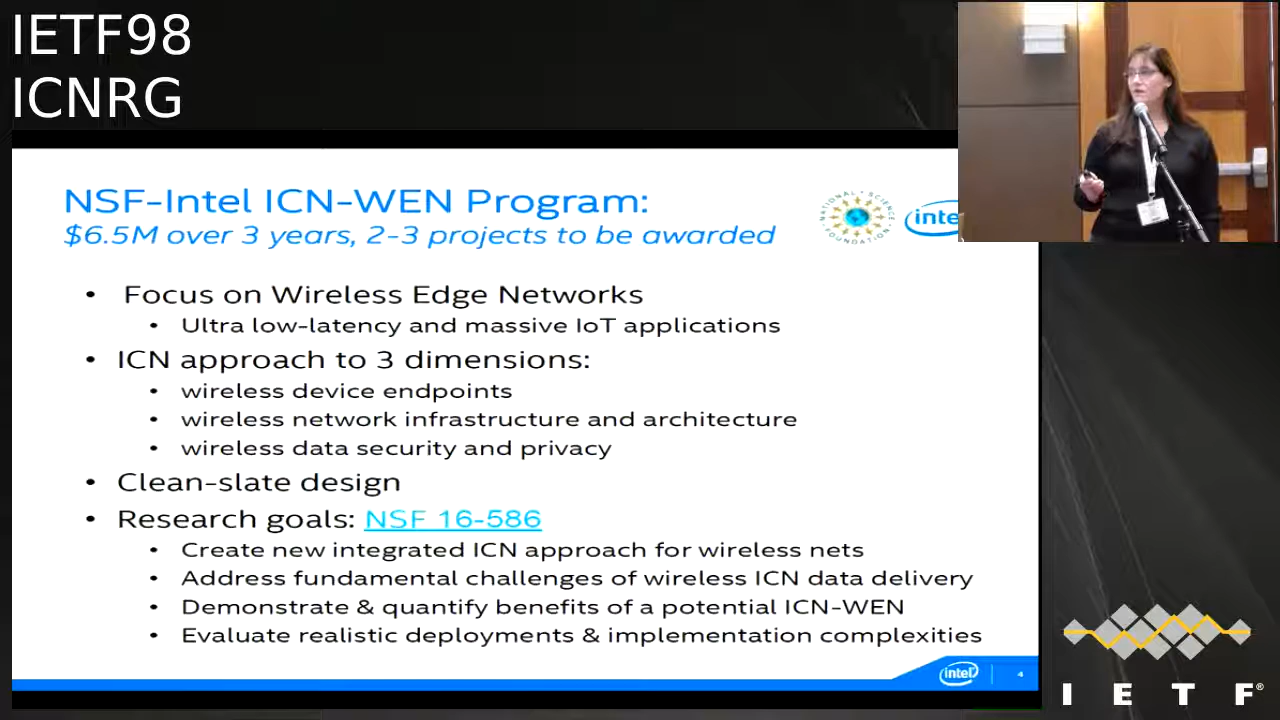 IETF98
ICNRG
NSF-Intel ICN-WEN Program:
$6.5M over 3 years, 2-3 projects to be awarded
NATIONAL SCIENCE FOUNDATION
inte
• Focus on Wireless Edge Networks
• Ultra low-latency and massive IoT applications
• ICN approach to 3 dimensions:
• wireless device endpoints
• wireless network infrastructure and architecture
• wireless data security and privacy
• Clean-slate design
• Research goals: NSF 16-586
• Create new integrated ICN approach for wireless nets
• Address fundamental challenges of wireless ICN data delivery
• Demonstrate & quantify benefits of a potential ICN-WEN
• Evaluate realistic deployments & implementation complexities
intel 4
I E T F®